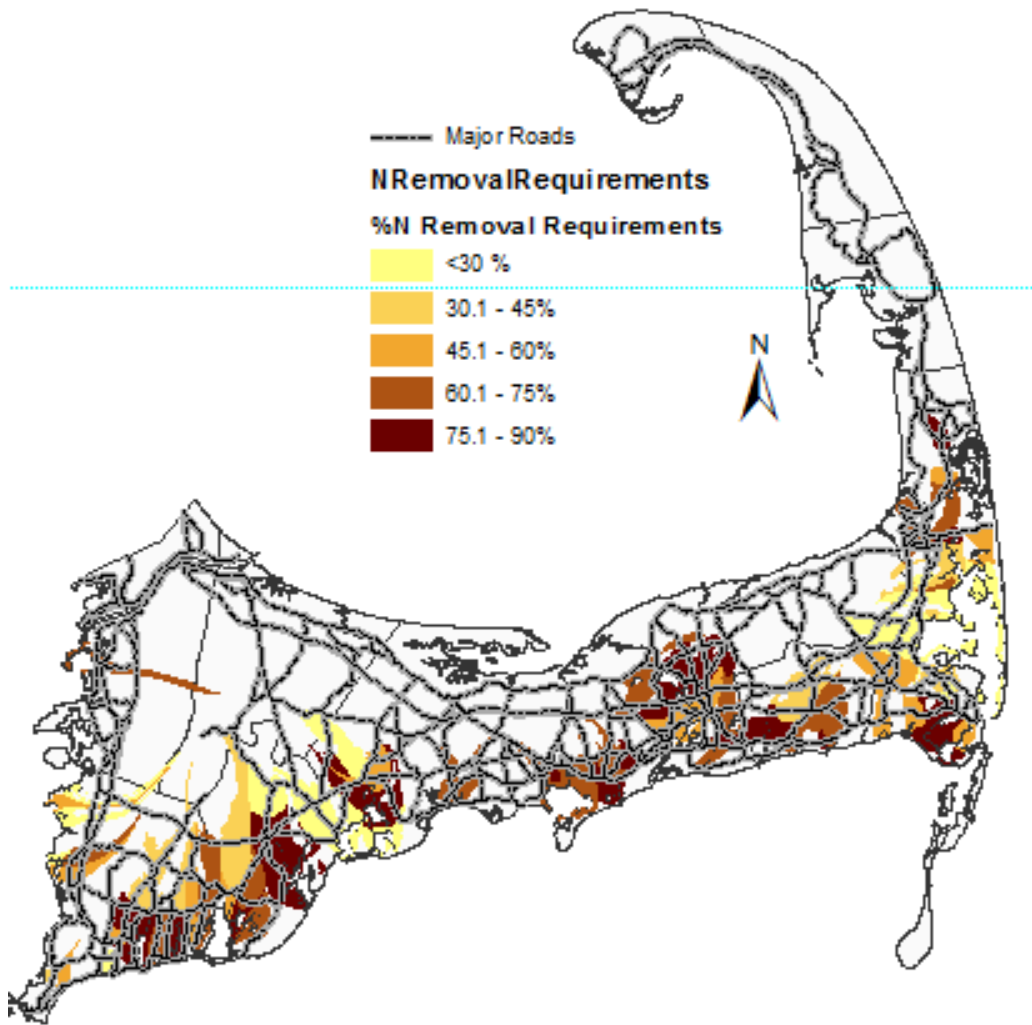 Major Roads
NRemovalRequirements
%N Removal Requirements
<30 %
30.1 - 45%
45.1 - 60%
60.1 - 75%
75.1 - 90%
N